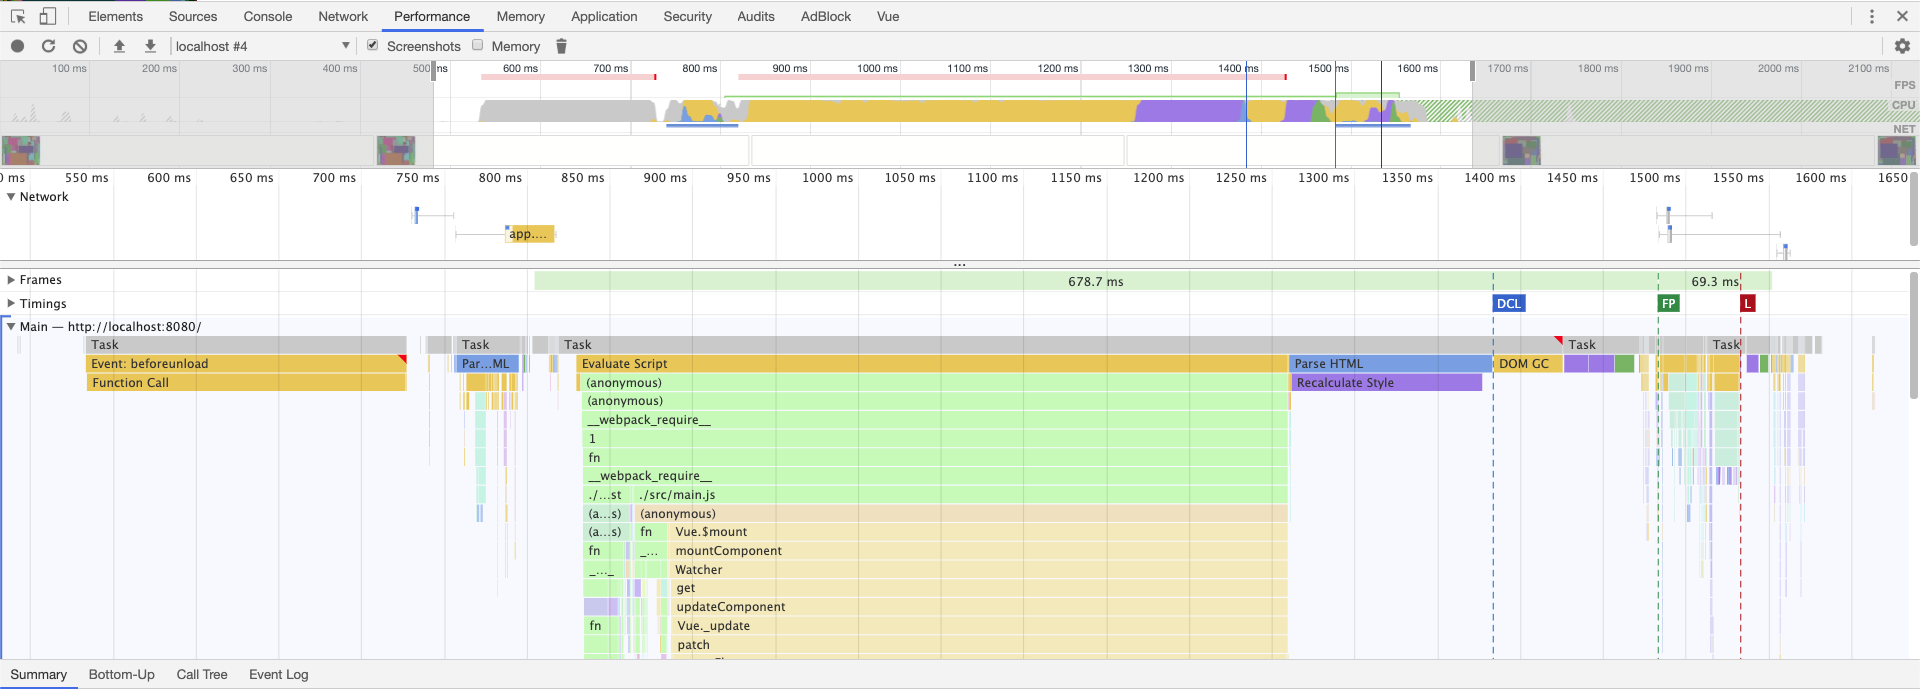 Elements Sources Console Network Performance Memory Application Security Audits AdBlock Vue
localhost #4 Screenshots Memory
100 ms 200 ms 300 ms 400 ms 500 ms 600 ms 700 ms 800 ms 900 ms 1000 ms 1100 ms 1200 ms 1300 ms 1400 ms 1500 ms 1600 ms 1700 ms 1800 ms 1900 ms 2000 ms 2100 ms
FPS
CPU
NET
0 ms 550 ms 600 ms 650 ms 700 ms 750 ms 800 ms 850 ms 900 ms 950 ms 1000 ms 1050 ms 1100 ms 1150 ms 1200 ms 1250 ms 1300 ms 1350 ms 1400 ms 1450 ms 1500 ms 1550 ms 1600 ms 1650
Network
app....
...
Frames 678.7 ms 69.3 ms
Timings DCL FP L
Main — http://localhost:8080/
Task Task Task Task Task
Event: beforeunload Par...ML Evaluate Script Parse HTML DOM GC
Function Call (anonymous) Recalculate Style
(anonymous)
__webpack_require__
1
fn
__webpack_require__
./...st ./src/main.js
(a...s) (anonymous)
(a...s) fn Vue.$mount
fn _... mountComponent
_..._ Watcher
get
updateComponent
fn Vue._update
patch
Summary Bottom-Up Call Tree Event Log